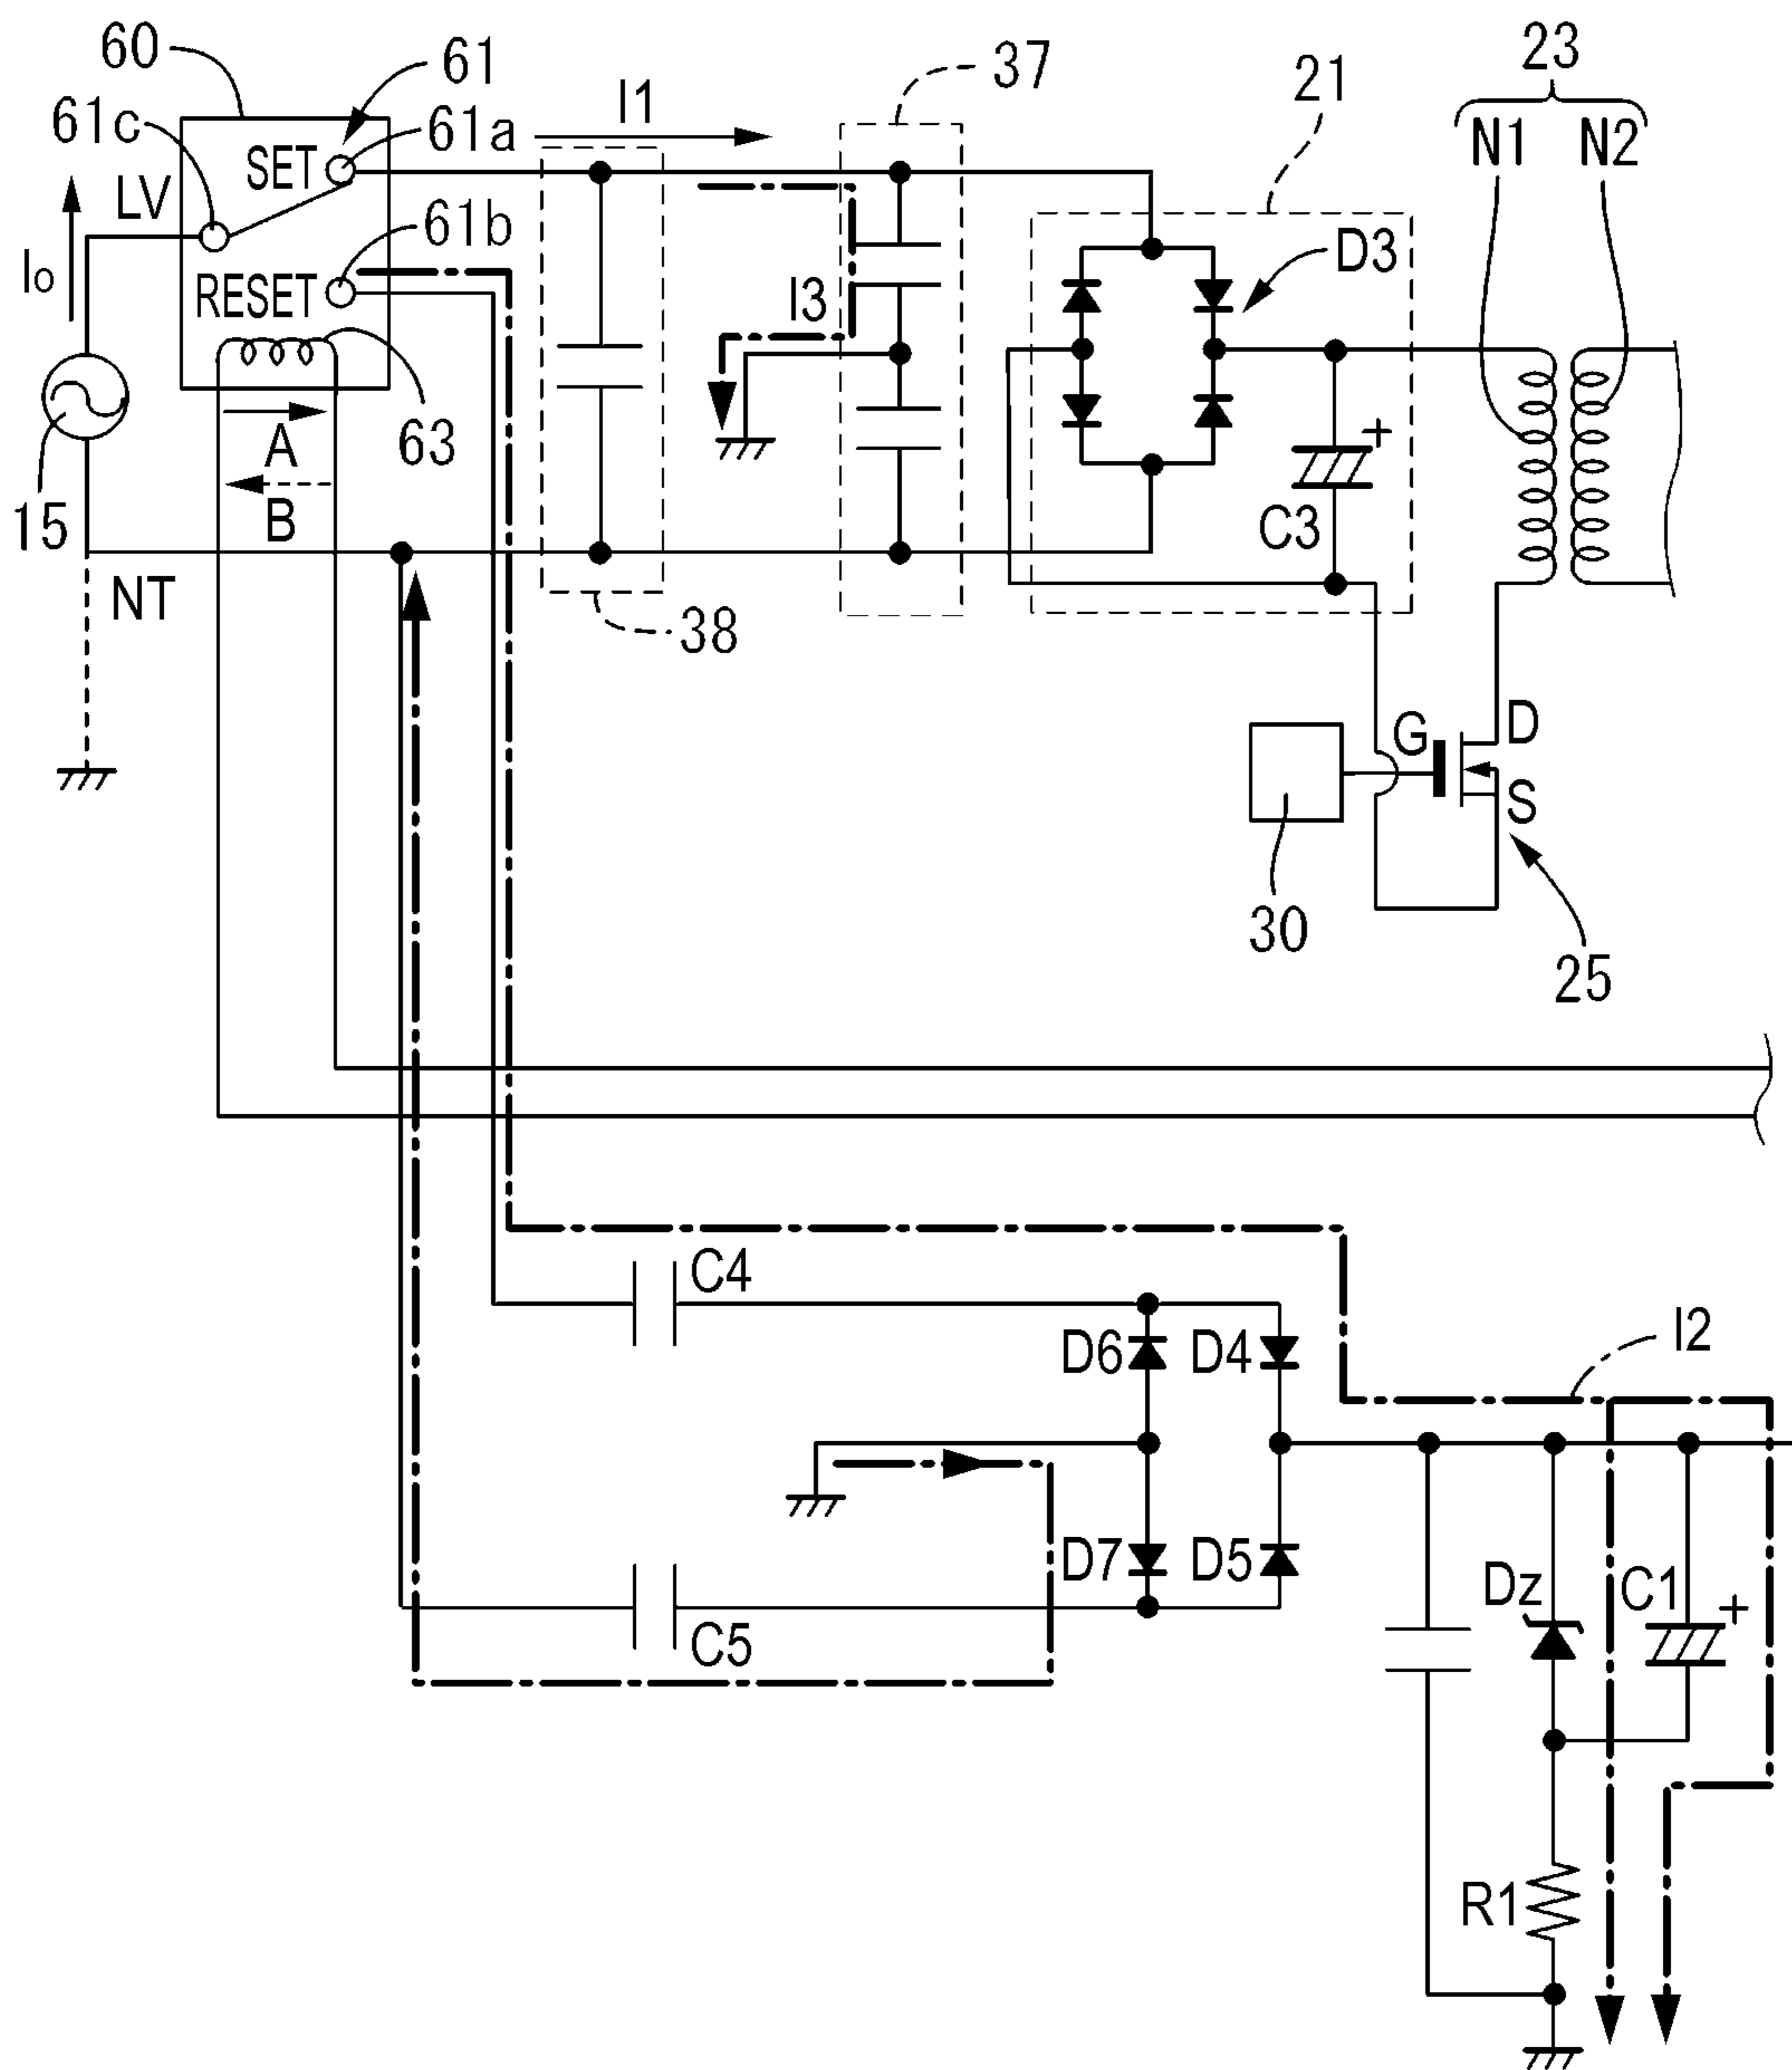 60
61
37
21
23
61c
61a
I1
N1
N2
SET
LV
61b
D3
Io
RESET
I3
63
A
+
15
B
C3
NT
38
G
D
S
30
25
C4
I2
D6
D4
D7
D5
Dz
C1
+
C5
R1